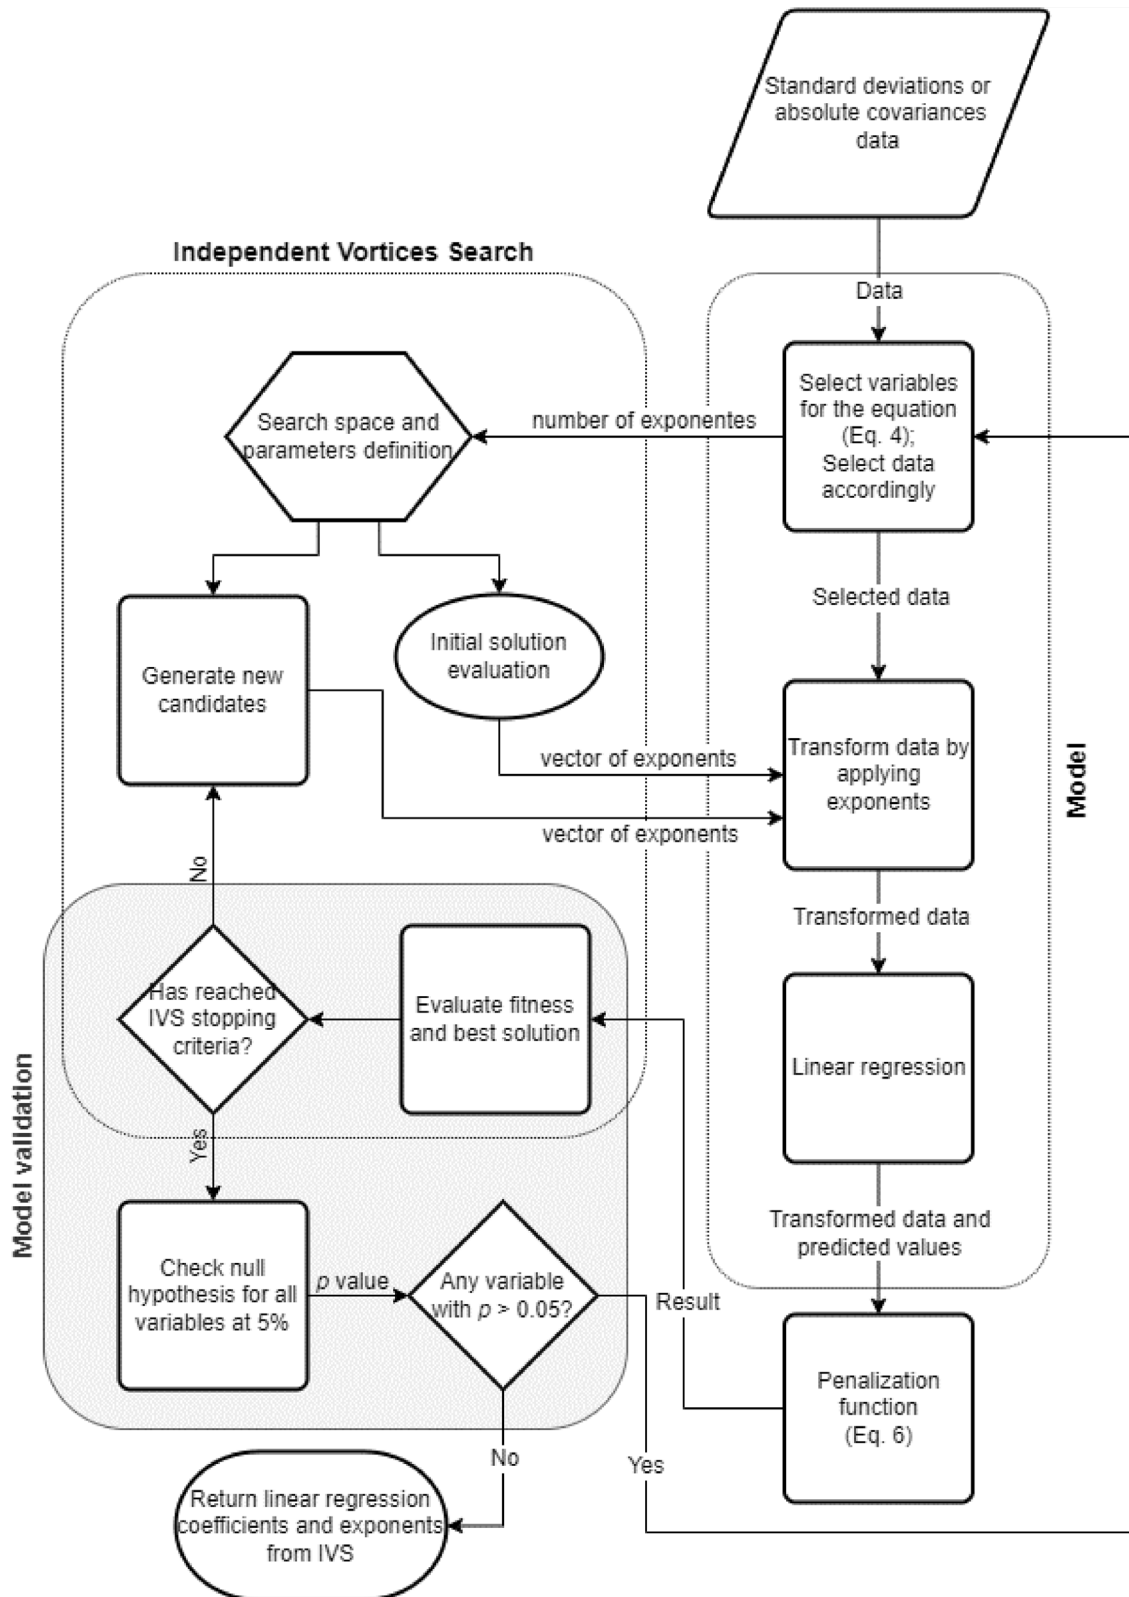 Standard deviations or
absolute covariances
data
Independent Vortices Search
Data
Select variables
for the equation
(Eq. 4);
Select data
accordingly
number of exponentes
Search space and
parameters definition
Selected data
Initial solution
evaluation
Generate new
candidates
Transform data by
applying
exponents
vector of exponents
vector of exponents
Model
No
Transformed data
Has reached
IVS stopping
criteria?
Evaluate fitness
and best solution
Linear regression
Model validation
Yes
Transformed data and
predicted values
Check null
hypothesis for all
variables at 5%
p value
Any variable
with p > 0.05?
Result
Penalization
function
(Eq. 6)
No
Yes
Return linear regression
coefficients and exponents
from IVS